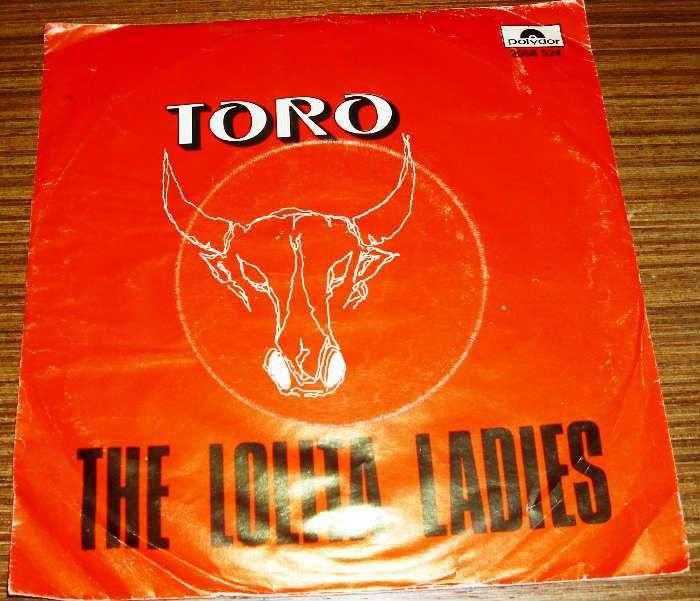 polydor
TORO
THE LOLITA LADIES